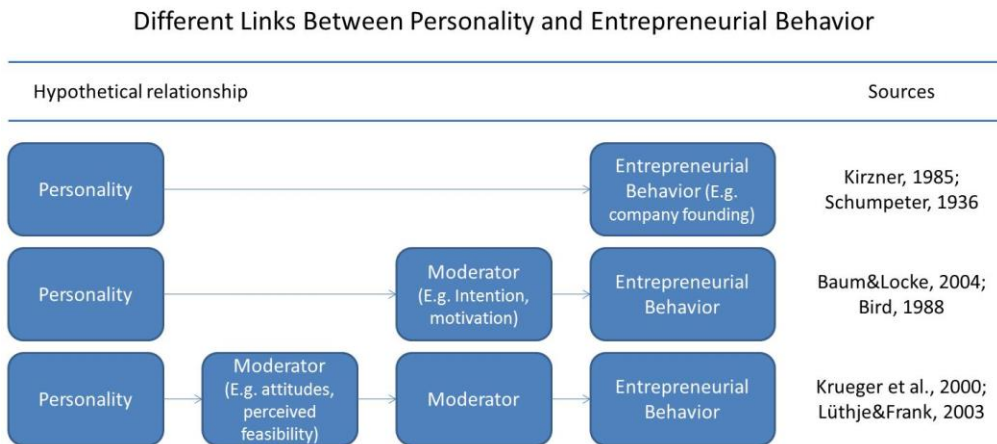 Different Links Between Personality and Entrepreneurial Behavior
Hypothetical relationship
Sources
Personality
Entrepreneurial
Behavior (E.g.
company founding)
Kirzner, 1985;
Schumpeter, 1936
Personality
Moderator
(E.g. Intention,
motivation)
Entrepreneurial
Behavior
Baum&Locke, 2004;
Bird, 1988
Personality
Moderator
(E.g. attitudes,
perceived
feasibility)
Moderator
Entrepreneurial
Behavior
Krueger et al., 2000;
Lüthje&Frank, 2003